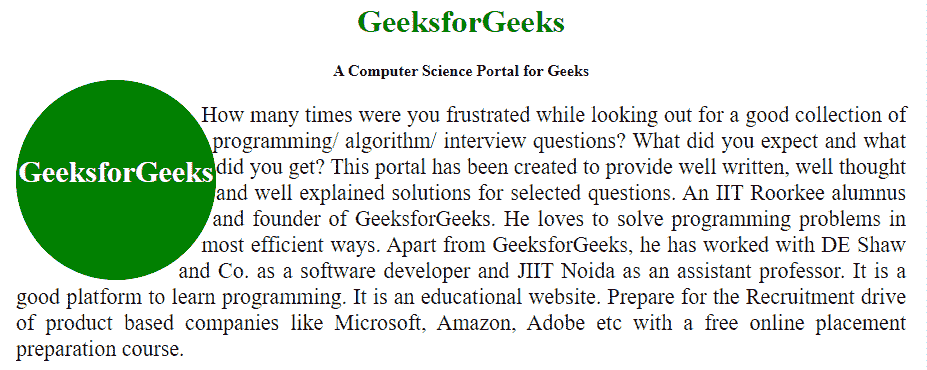 GeeksforGeeks
A Computer Science Portal for Geeks
GeeksforGeeks
How many times were you frustrated while looking out for a good collection of
programming/ algorithm/ interview questions? What did you expect and what
did you get? This portal has been created to provide well written, well thought
and well explained solutions for selected questions. An IIT Roorkee alumnus
and founder of GeeksforGeeks. He loves to solve programming problems in
most efficient ways. Apart from GeeksforGeeks, he has worked with DE Shaw
and Co. as a software developer and JIIT Noida as an assistant professor. It is a
good platform to learn programming. It is an educational website. Prepare for the Recruitment drive
of product based companies like Microsoft, Amazon, Adobe etc with a free online placement
preparation course.